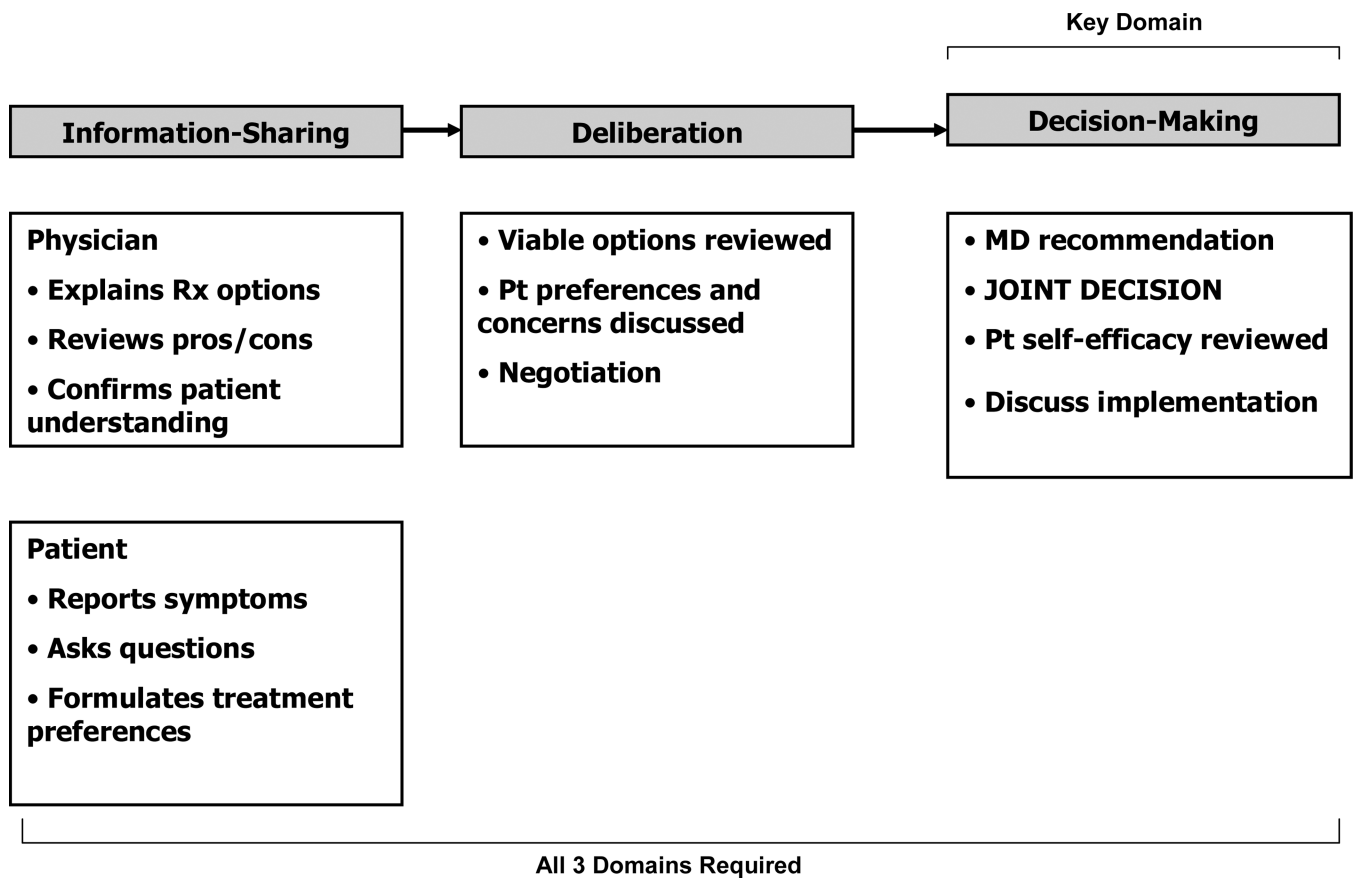 Key Domain
Information-Sharing
Deliberation
Decision-Making
Physician
• Explains Rx options
• Reviews pros/cons
• Confirms patient
understanding
• Viable options reviewed
• Pt preferences and
concerns discussed
• Negotiation
• MD recommendation
• JOINT DECISION
• Pt self-efficacy reviewed
• Discuss implementation
Patient
• Reports symptoms
• Asks questions
• Formulates treatment
preferences
All 3 Domains Required